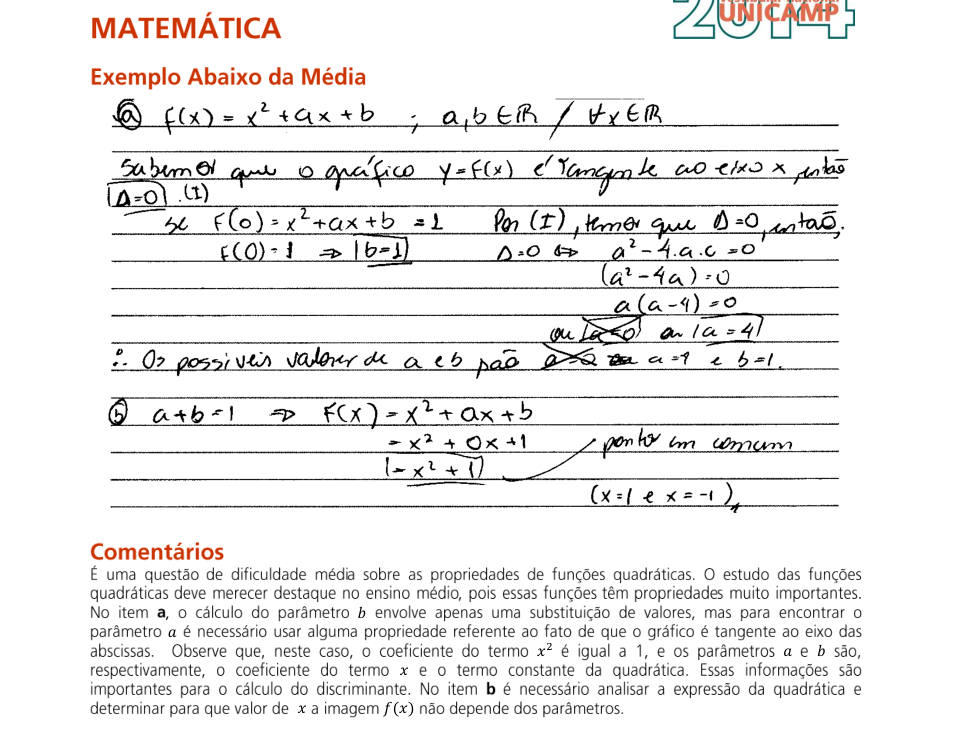 2014
UNICAMP
MATEMÁTICA
Exemplo Abaixo da Média
a) f(x) = x² + ax + b ; a, b ∈ ℝ / ∀x ∈ ℝ
Sabemos que o gráfico y = f(x) é Tangente ao eixo x, então
Δ=0 . (I)
se f(0) = x² + ax + b = 1 Por (I), temos que Δ=0, então,
f(0) = 1 ⇒ b=1 Δ=0 ⇔ a² - 4.a.c = 0
(a² - 4a) = 0
a(a-4) = 0
ou a=0 ou a=4
∴ Os possíveis valores de a e b são a=4 e b=1.
b) a+b=1 ⇒ f(x) = x² + ax + b
= x² + 0x + 1 pontos em comum
= x² + 1
(x=1 e x=-1)
Comentários
É uma questão de dificuldade média sobre as propriedades de funções quadráticas. O estudo das funções
quadráticas deve merecer destaque no ensino médio, pois essas funções têm propriedades muito importantes.
No item a, o cálculo do parâmetro b envolve apenas uma substituição de valores, mas para encontrar o
parâmetro a é necessário usar alguma propriedade referente ao fato de que o gráfico é tangente ao eixo das
abscissas. Observe que, neste caso, o coeficiente do termo x² é igual a 1, e os parâmetros a e b são,
respectivamente, o coeficiente do termo x e o termo constante da quadrática. Essas informações são
importantes para o cálculo do discriminante. No item b é necessário analisar a expressão da quadrática e
determinar para que valor de x a imagem f(x) não depende dos parâmetros.